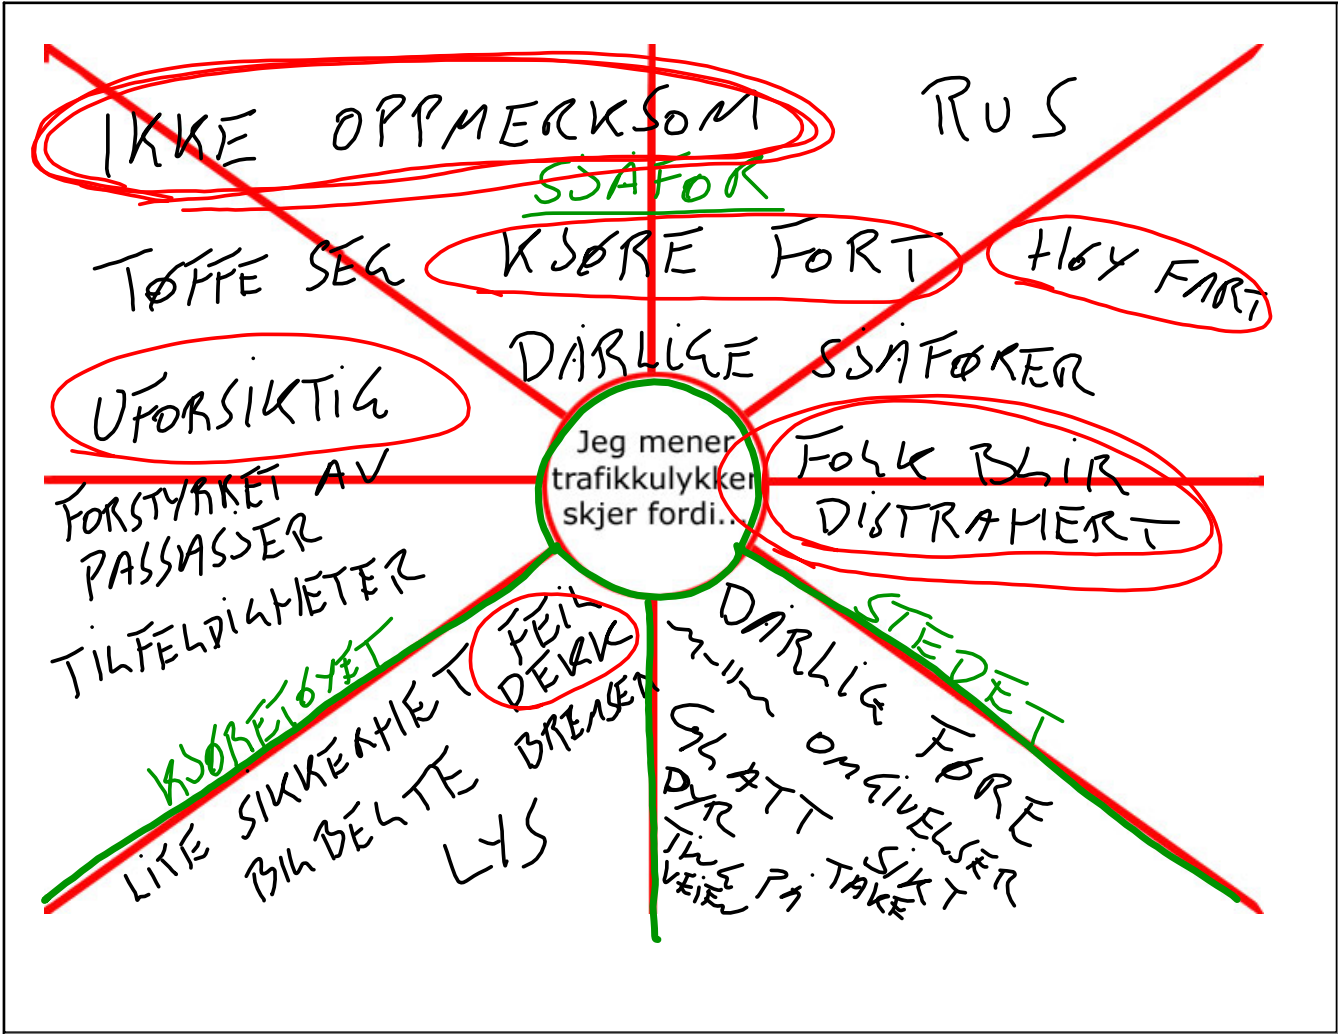 IKKE OPPMERKSOM
RUS
SJÅFØR
TØFFE SEG
KJØRE FORT
HØY FART
DÅRLIGE SJÅFØRER
UFORSIKTIG
Jeg mener
trafikkulykker
skjer fordi...
FOLK BLIR
DISTRAHERT
FORSTYRRET AV
PASSASJER
TILFELDIGHETER
KJØRETØYET
LITE SIKKERHET
FEIL
DEKK
BREMSER
BILBELTE
LYS
STEDET
DÅRLIG FØRE
OMGIVELSER
GLATT SIKT
DYR TÅKE
TING PÅ
VEIEN